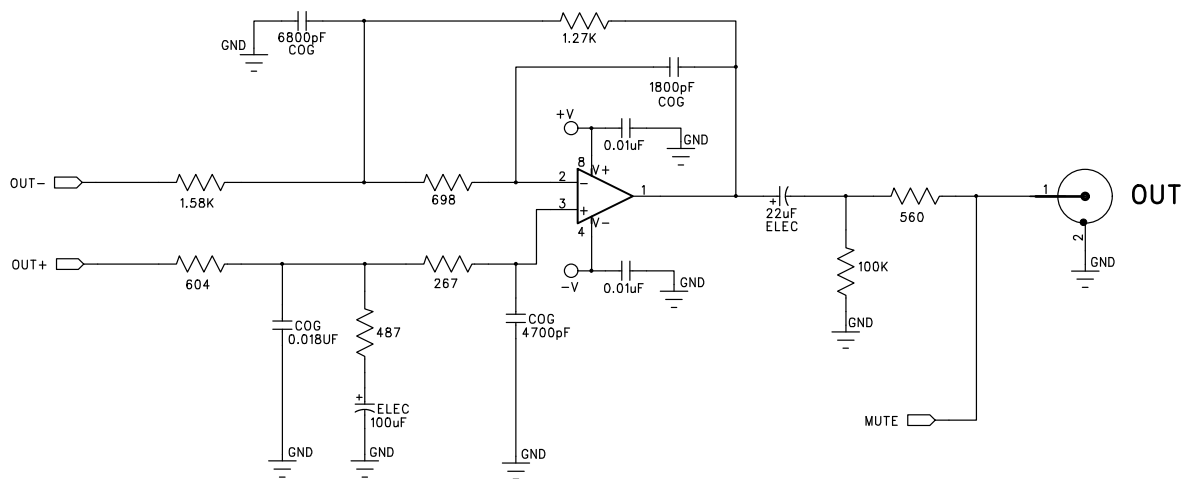 GND
6800pF
COG
1.27K
1800pF
COG
+V
0.01uF
GND
8
V+
OUT-
1.58K
698
2
−
3
+
1
V-
4
+
22uF
ELEC
560
1
OUT
2
GND
OUT+
604
267
-V
0.01uF
GND
100K
GND
COG
0.018UF
487
COG
4700pF
+
ELEC
100uF
MUTE
GND
GND
GND